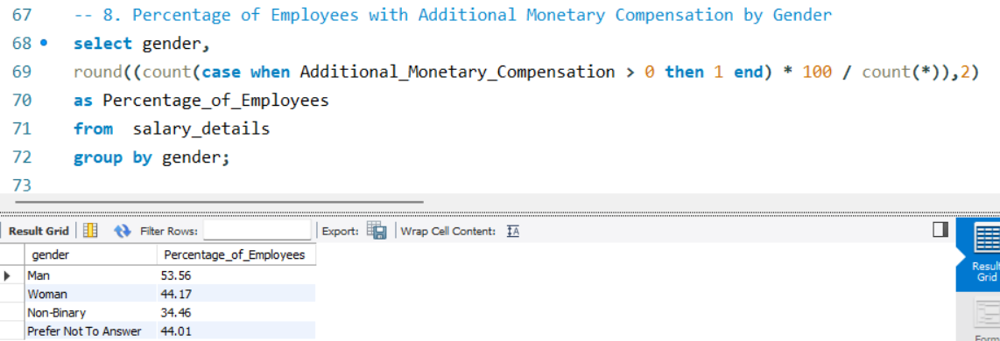 67 -- 8. Percentage of Employees with Additional Monetary Compensation by Gender
68 select gender,
69 round((count(case when Additional_Monetary_Compensation > 0 then 1 end) * 100 / count(*)),2)
70 as Percentage_of_Employees
71 from  salary_details
72 group by gender;
73
Result Grid Filter Rows: Export: Wrap Cell Content: IA
gender Percentage_of_Employees
Man 53.56
Woman 44.17
Non-Binary 34.46
Prefer Not To Answer 44.01
Result
Grid